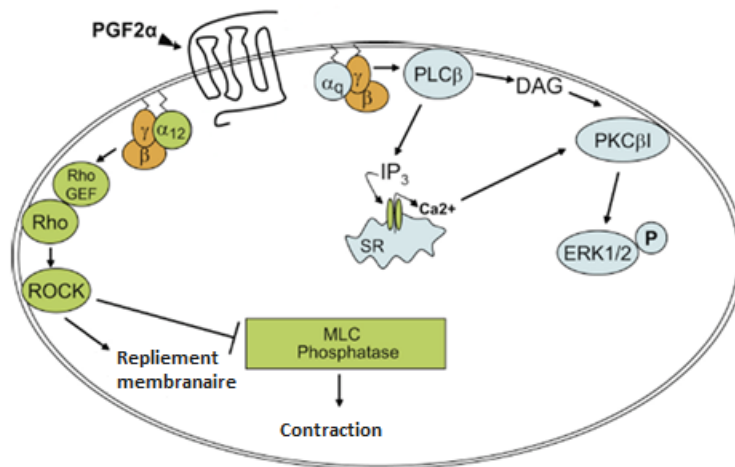 PGF2α
αq
γ
β
PLCβ
DAG
γ
α12
β
PKCβI
Rho
GEF
IP3
Ca2+
Rho
SR
ERK1/2
P
ROCK
MLC
Phosphatase
Repliement
membranaire
Contraction